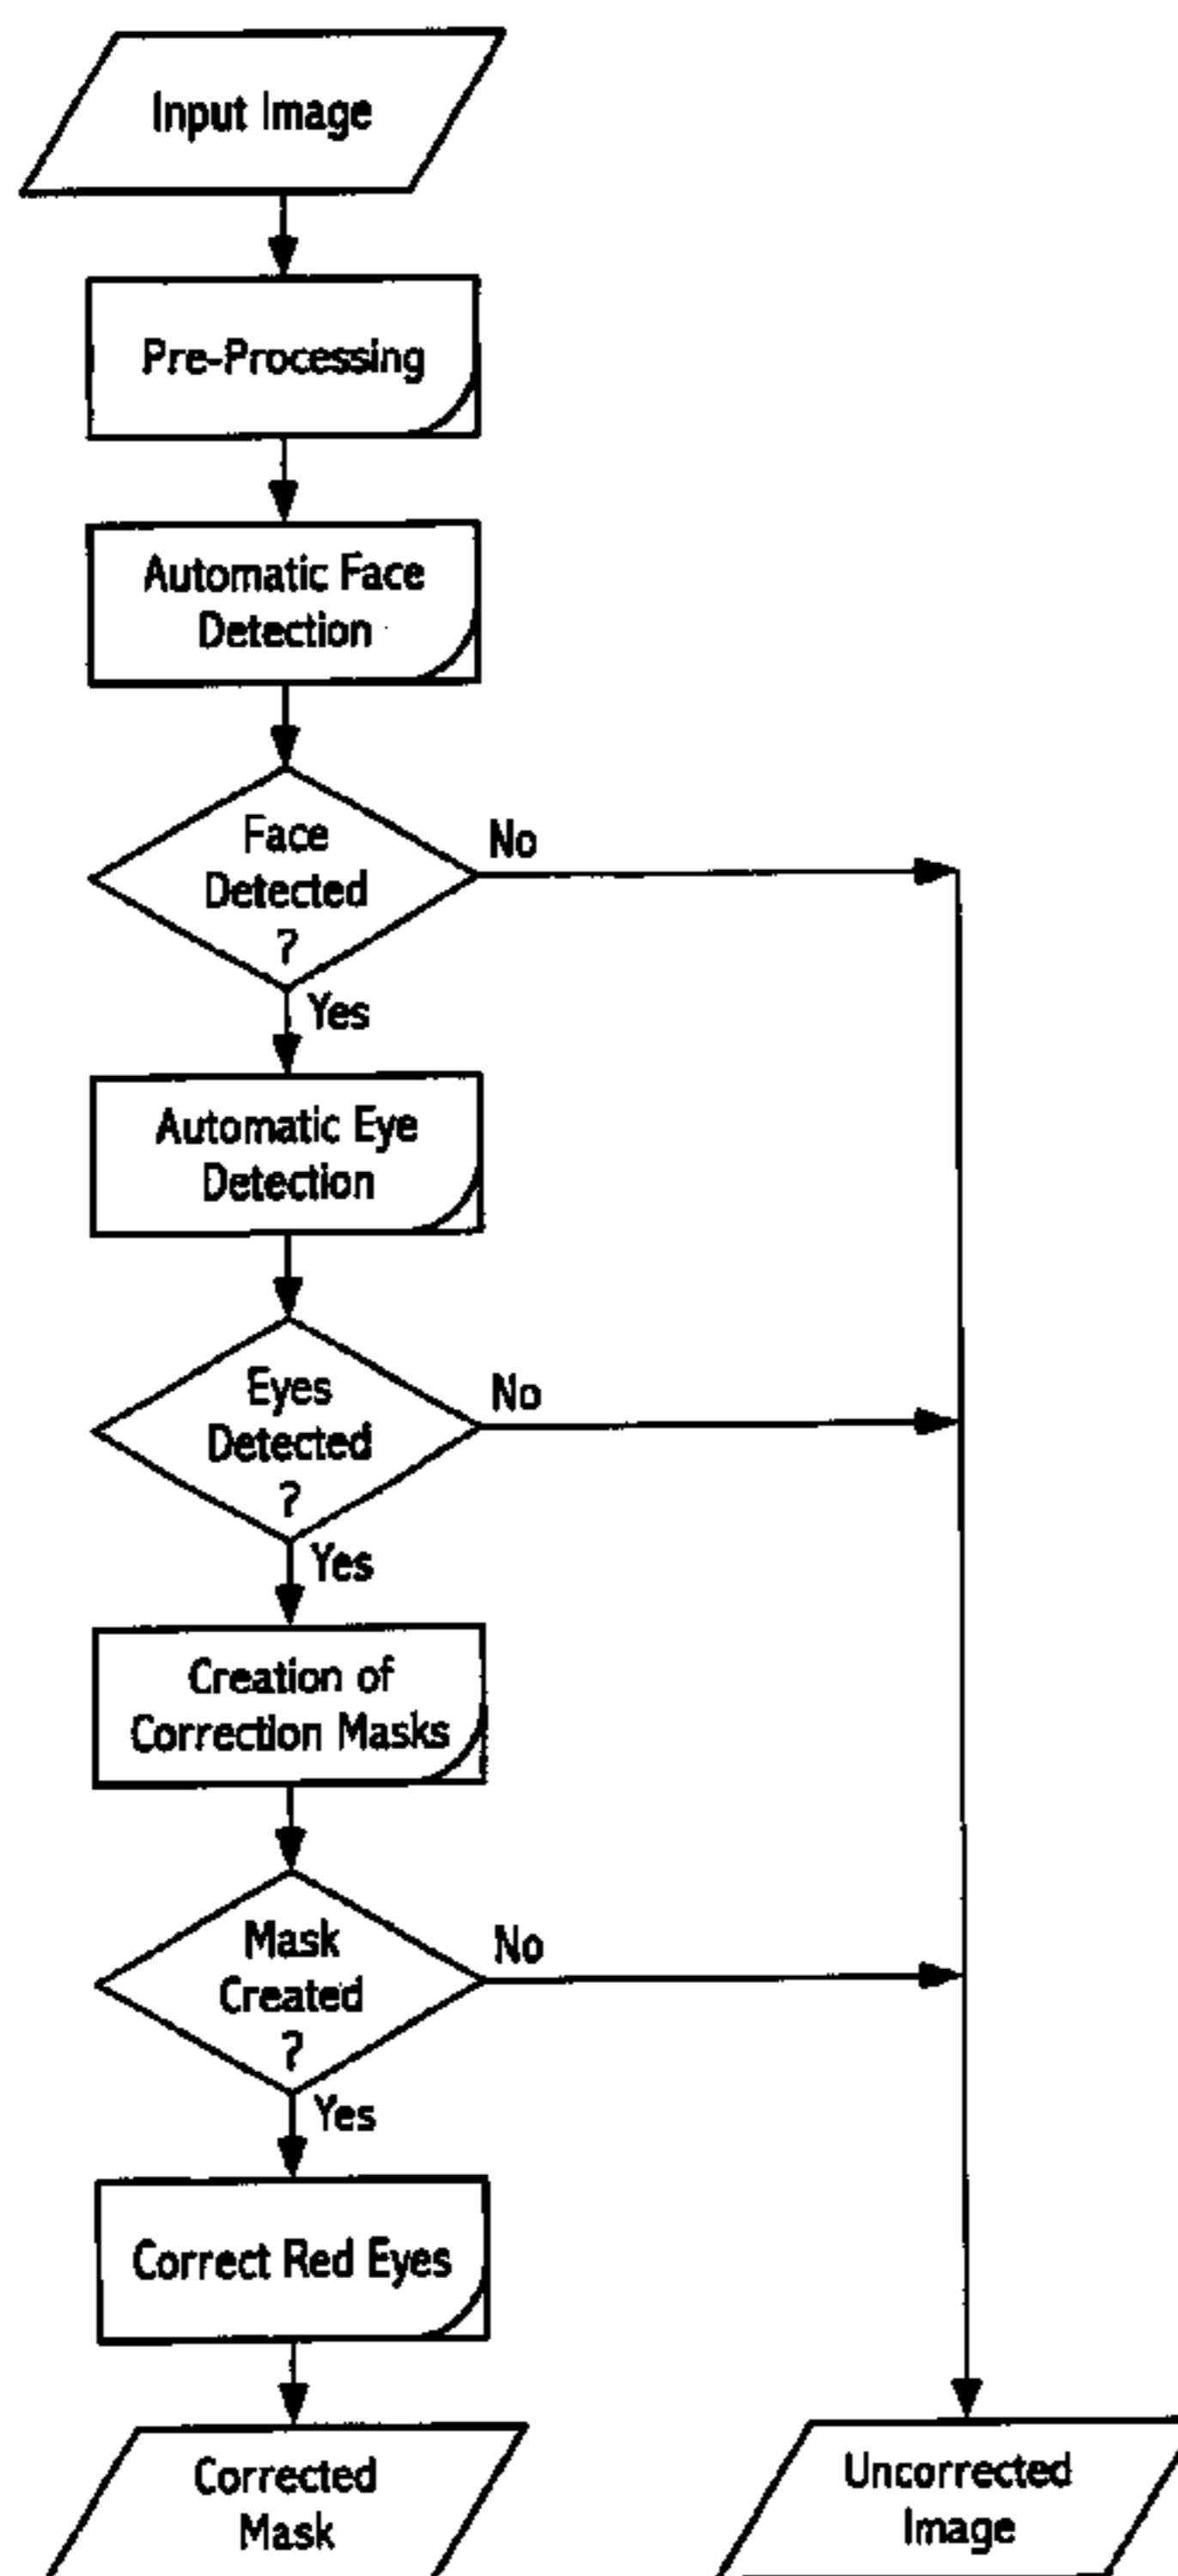 Input Image
Pre-Processing
Automatic Face
Detection
Face
Detected
?
No
Yes
Automatic Eye
Detection
Eyes
Detected
?
No
Yes
Creation of
Correction Masks
Mask
Created
?
No
Yes
Correct Red Eyes
Corrected
Mask
Uncorrected
Image